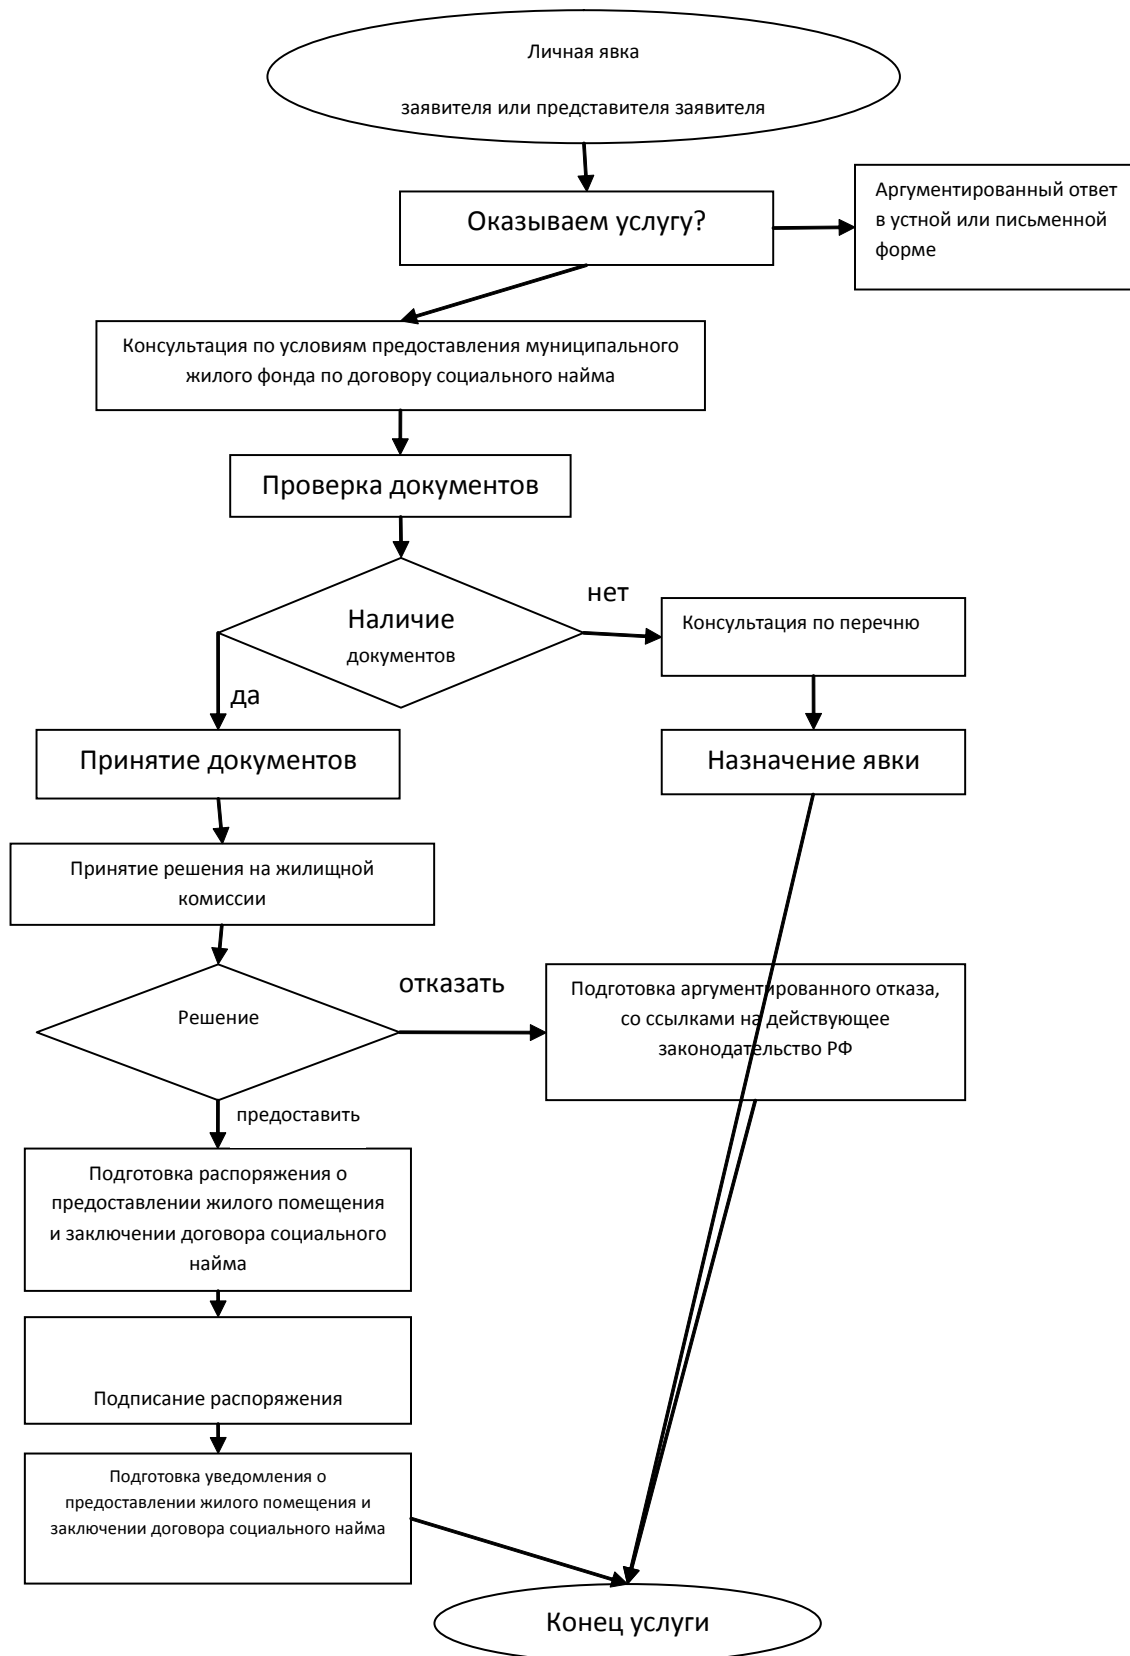 Личная явка
заявителя или представителя заявителя
Оказываем услугу?
Аргументированный ответ
в устной или письменной
форме
Консультация по условиям предоставления муниципального
жилого фонда по договору социального найма
Проверка документов
Наличие
документов
нет
Консультация по перечню
да
Принятие документов
Назначение явки
Принятие решения на жилищной
комиссии
Решение
отказать
Подготовка аргументированного отказа,
со ссылками на действующее
законодательство РФ
предоставить
Подготовка распоряжения о
предоставлении жилого помещения
и заключении договора социального
найма
Подписание распоряжения
Подготовка уведомления о
предоставлении жилого помещения и
заключении договора социального найма
Конец услуги